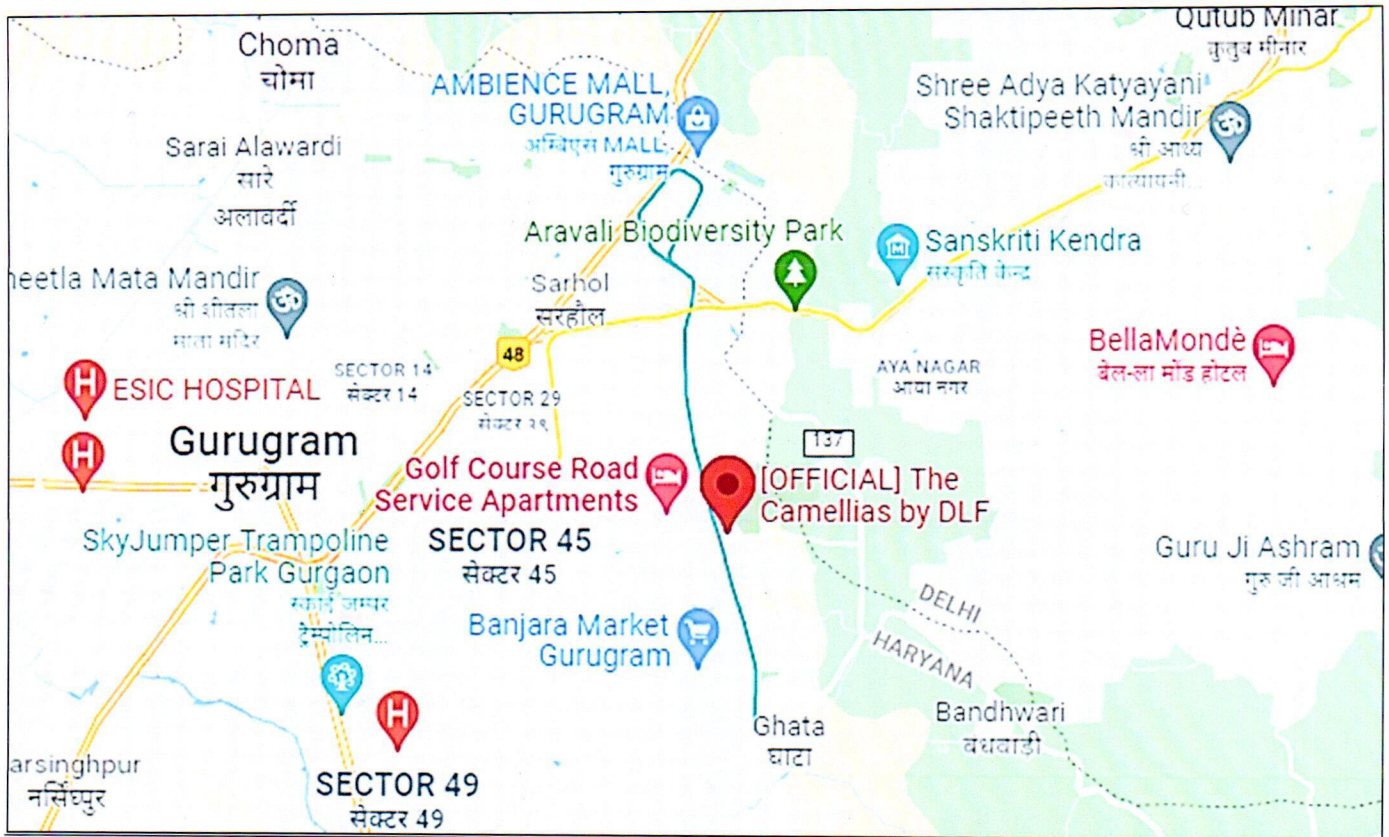 Qutub Minar
कुतुब मीनार
Choma
चोमा
AMBIENCE MALL,
GURUGRAM
अम्बिएंस MALL,
गुरुग्राम
Shree Adya Katyayani
Shaktipeeth Mandir
श्री आध्य
कात्यायनी...
Sarai Alawardi
सारे
अलावर्दी
Aravali Biodiversity Park
Sanskriti Kendra
संस्कृति केन्द्र
heetla Mata Mandir
श्री शीतला
माता मंदिर
Sarhol
सरहौल
48
BellaMondè
बेल-ला मोंड होटल
SECTOR 14
सेक्टर 14
AYA NAGAR
आया नगर
H
ESIC HOSPITAL
SECTOR 29
सेक्टर २९
Gurugram
गुरुग्राम
137
H
Golf Course Road
Service Apartments
[OFFICIAL] The
Camellias by DLF
SkyJumper Trampoline
Park Gurgaon
स्काई जम्पर
ट्रैम्पोलिन...
SECTOR 45
सेक्टर 45
Guru Ji Ashram
गुरु जी आश्रम
DELHI
HARYANA
Banjara Market
Gurugram
H
Ghata
घाटा
Bandhwari
बंधवाड़ी
arsinghpur
नर्सिंघपुर
SECTOR 49
सेक्टर 49